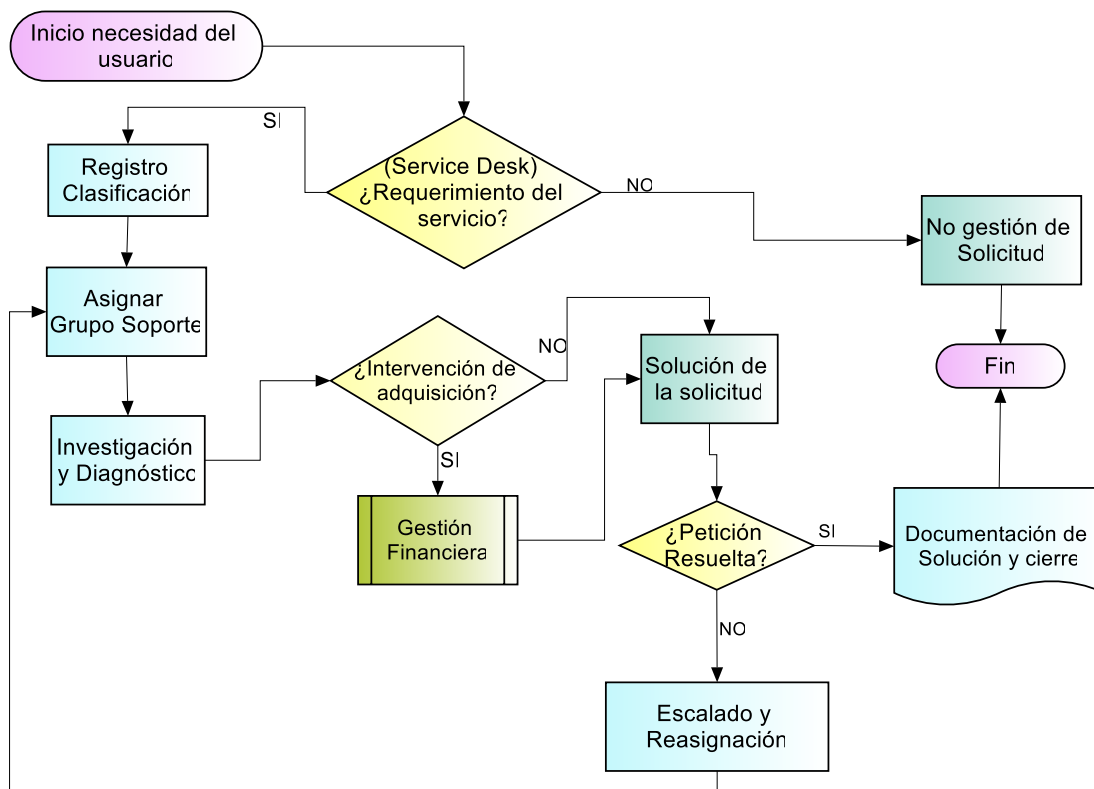 Inicio necesidad del
usuario
SI
(Service Desk)
¿Requerimiento del
servicio?
NO
Registro
Clasificación
No gestión de
Solicitud
Asignar
Grupo Soporte
¿Intervención de
adquisición?
NO
SI
Solución de
la solicitud
Fin
Investigación
y Diagnóstico
Gestión
Financiera
¿Petición
Resuelta?
SI
NO
Documentación de
Solución y cierre
Escalado y
Reasignación